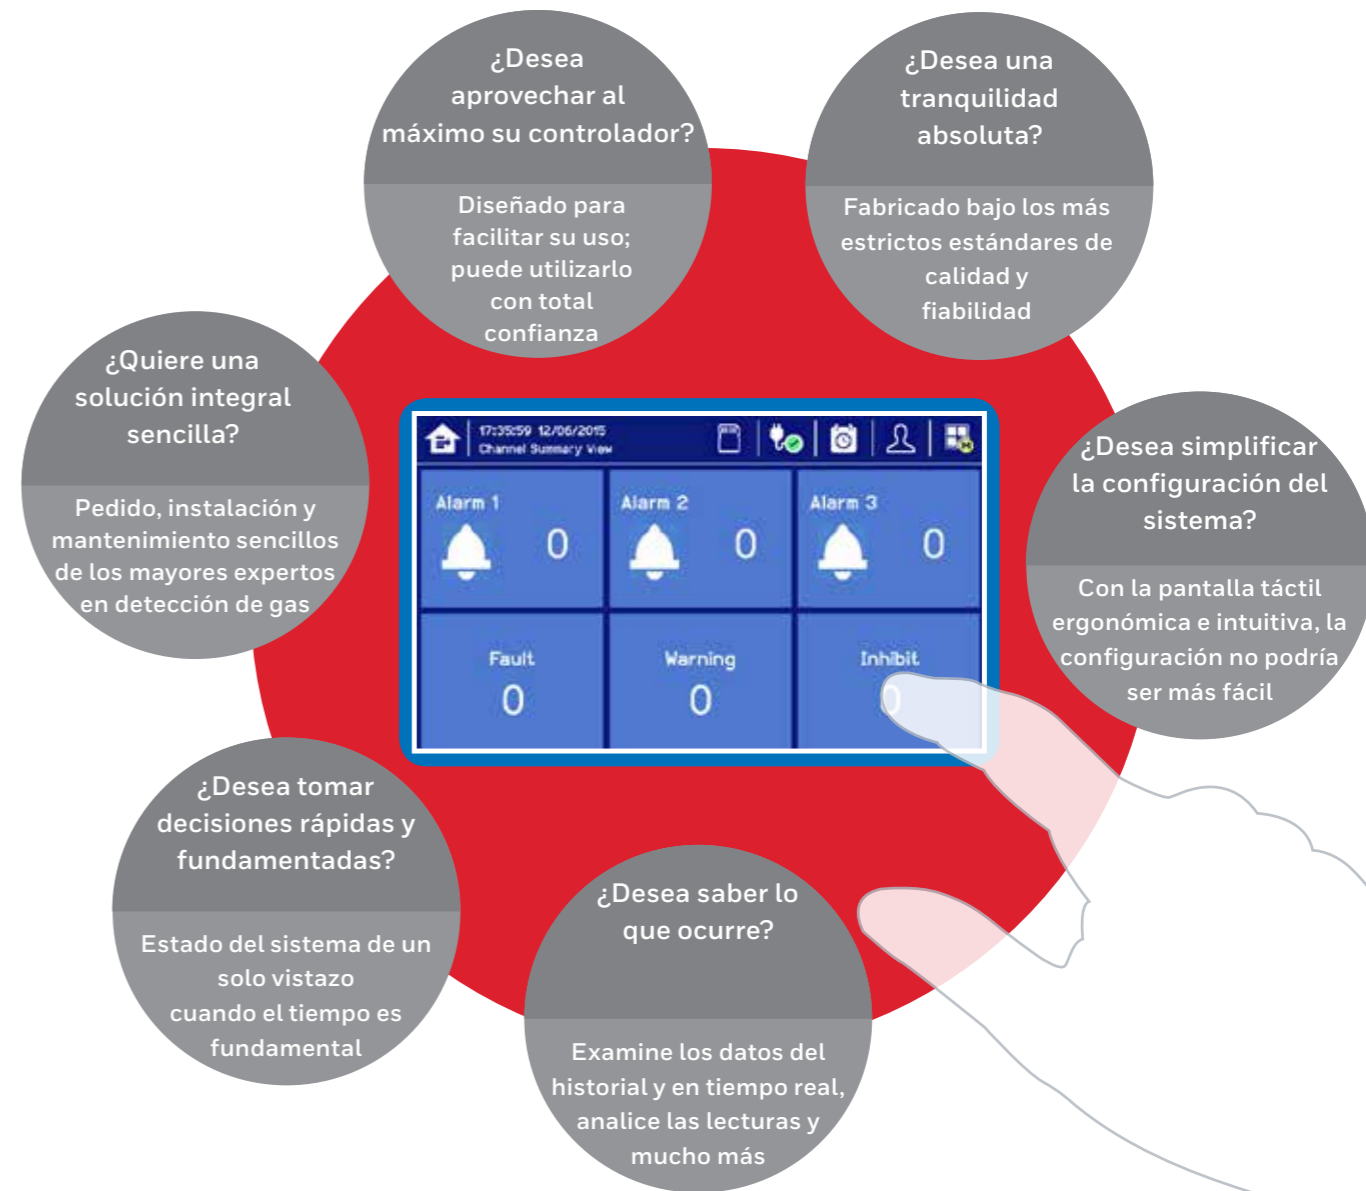 ¿Desea
aprovechar al
máximo su controlador?
Diseñado para
facilitar su uso;
puede utilizarlo
con total
confianza
¿Desea una
tranquilidad
absoluta?
Fabricado bajo los más
estrictos estándares de
calidad y
fiabilidad
¿Quiere una
solución integral
sencilla?
Pedido, instalación y
mantenimiento sencillos
de los mayores expertos
en detección de gas
17:35:59 12/06/2015
Channel Summary View
Alarm 1
0
Alarm 2
0
Alarm 3
0
Fault
0
Warning
0
Inhibit
0
¿Desea simplificar
la configuración del
sistema?
Con la pantalla táctil
ergonómica e intuitiva, la
configuración no podría
ser más fácil
¿Desea tomar
decisiones rápidas y
fundamentadas?
Estado del sistema de un
solo vistazo
cuando el tiempo es
fundamental
¿Desea saber lo
que ocurre?
Examine los datos del
historial y en tiempo real,
analice las lecturas y
mucho más